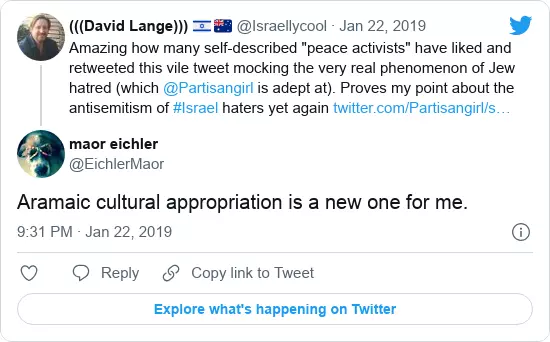 (((David Lange))) 🇮🇱🇦🇺 @Israellycool · Jan 22, 2019
Amazing how many self-described "peace activists" have liked and
retweeted this vile tweet mocking the very real phenomenon of Jew
hatred (which @Partisangirl is adept at). Proves my point about the
antisemitism of #Israel haters yet again twitter.com/Partisangirl/s…
maor eichler
@EichlerMaor
Aramaic cultural appropriation is a new one for me.
9:31 PM · Jan 22, 2019
Reply Copy link to Tweet
Explore what's happening on Twitter